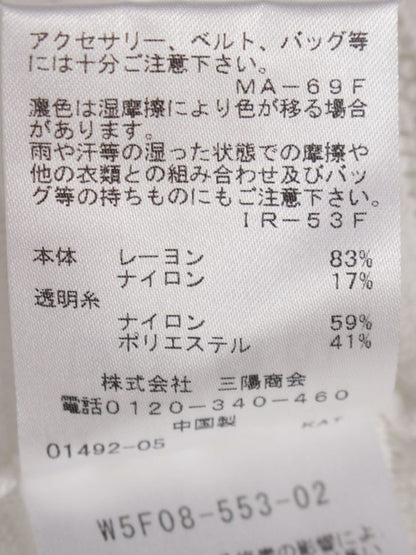 アクセサリー、ベルト、バッグ等
には十分ご注意下さい。
MA-69F
濃色は湿摩擦により色が移る場合
があります。
雨や汗等の湿った状態での摩擦や
他の衣類との組み合わせ及びバッ
グ等の持ちものにもご注意下さい。
IR-53F
本体 レーヨン 83%
ナイロン 17%
透明糸
ナイロン 59%
ポリエステル 41%
株式会社 三陽商会
電話0120-340-460
中国製 KAT
01492-05
W5F08-553-02
の影響によ